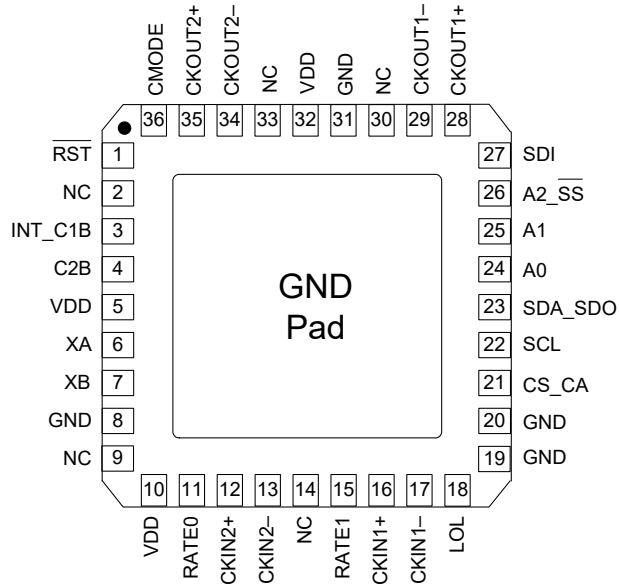 CMODE
CKOUT2+
CKOUT2–
NC
VDD
GND
NC
CKOUT1–
CKOUT1+
36
35
34
33
32
31
30
29
28
RST 1
NC 2
INT_C1B 3
C2B 4
VDD 5
XA 6
XB 7
GND 8
NC 9
GND
Pad
27 SDI
26 A2_SS
25 A1
24 A0
23 SDA_SDO
22 SCL
21 CS_CA
20 GND
19 GND
10
11
12
13
14
15
16
17
18
VDD
RATE0
CKIN2+
CKIN2–
NC
RATE1
CKIN1+
CKIN1–
LOL